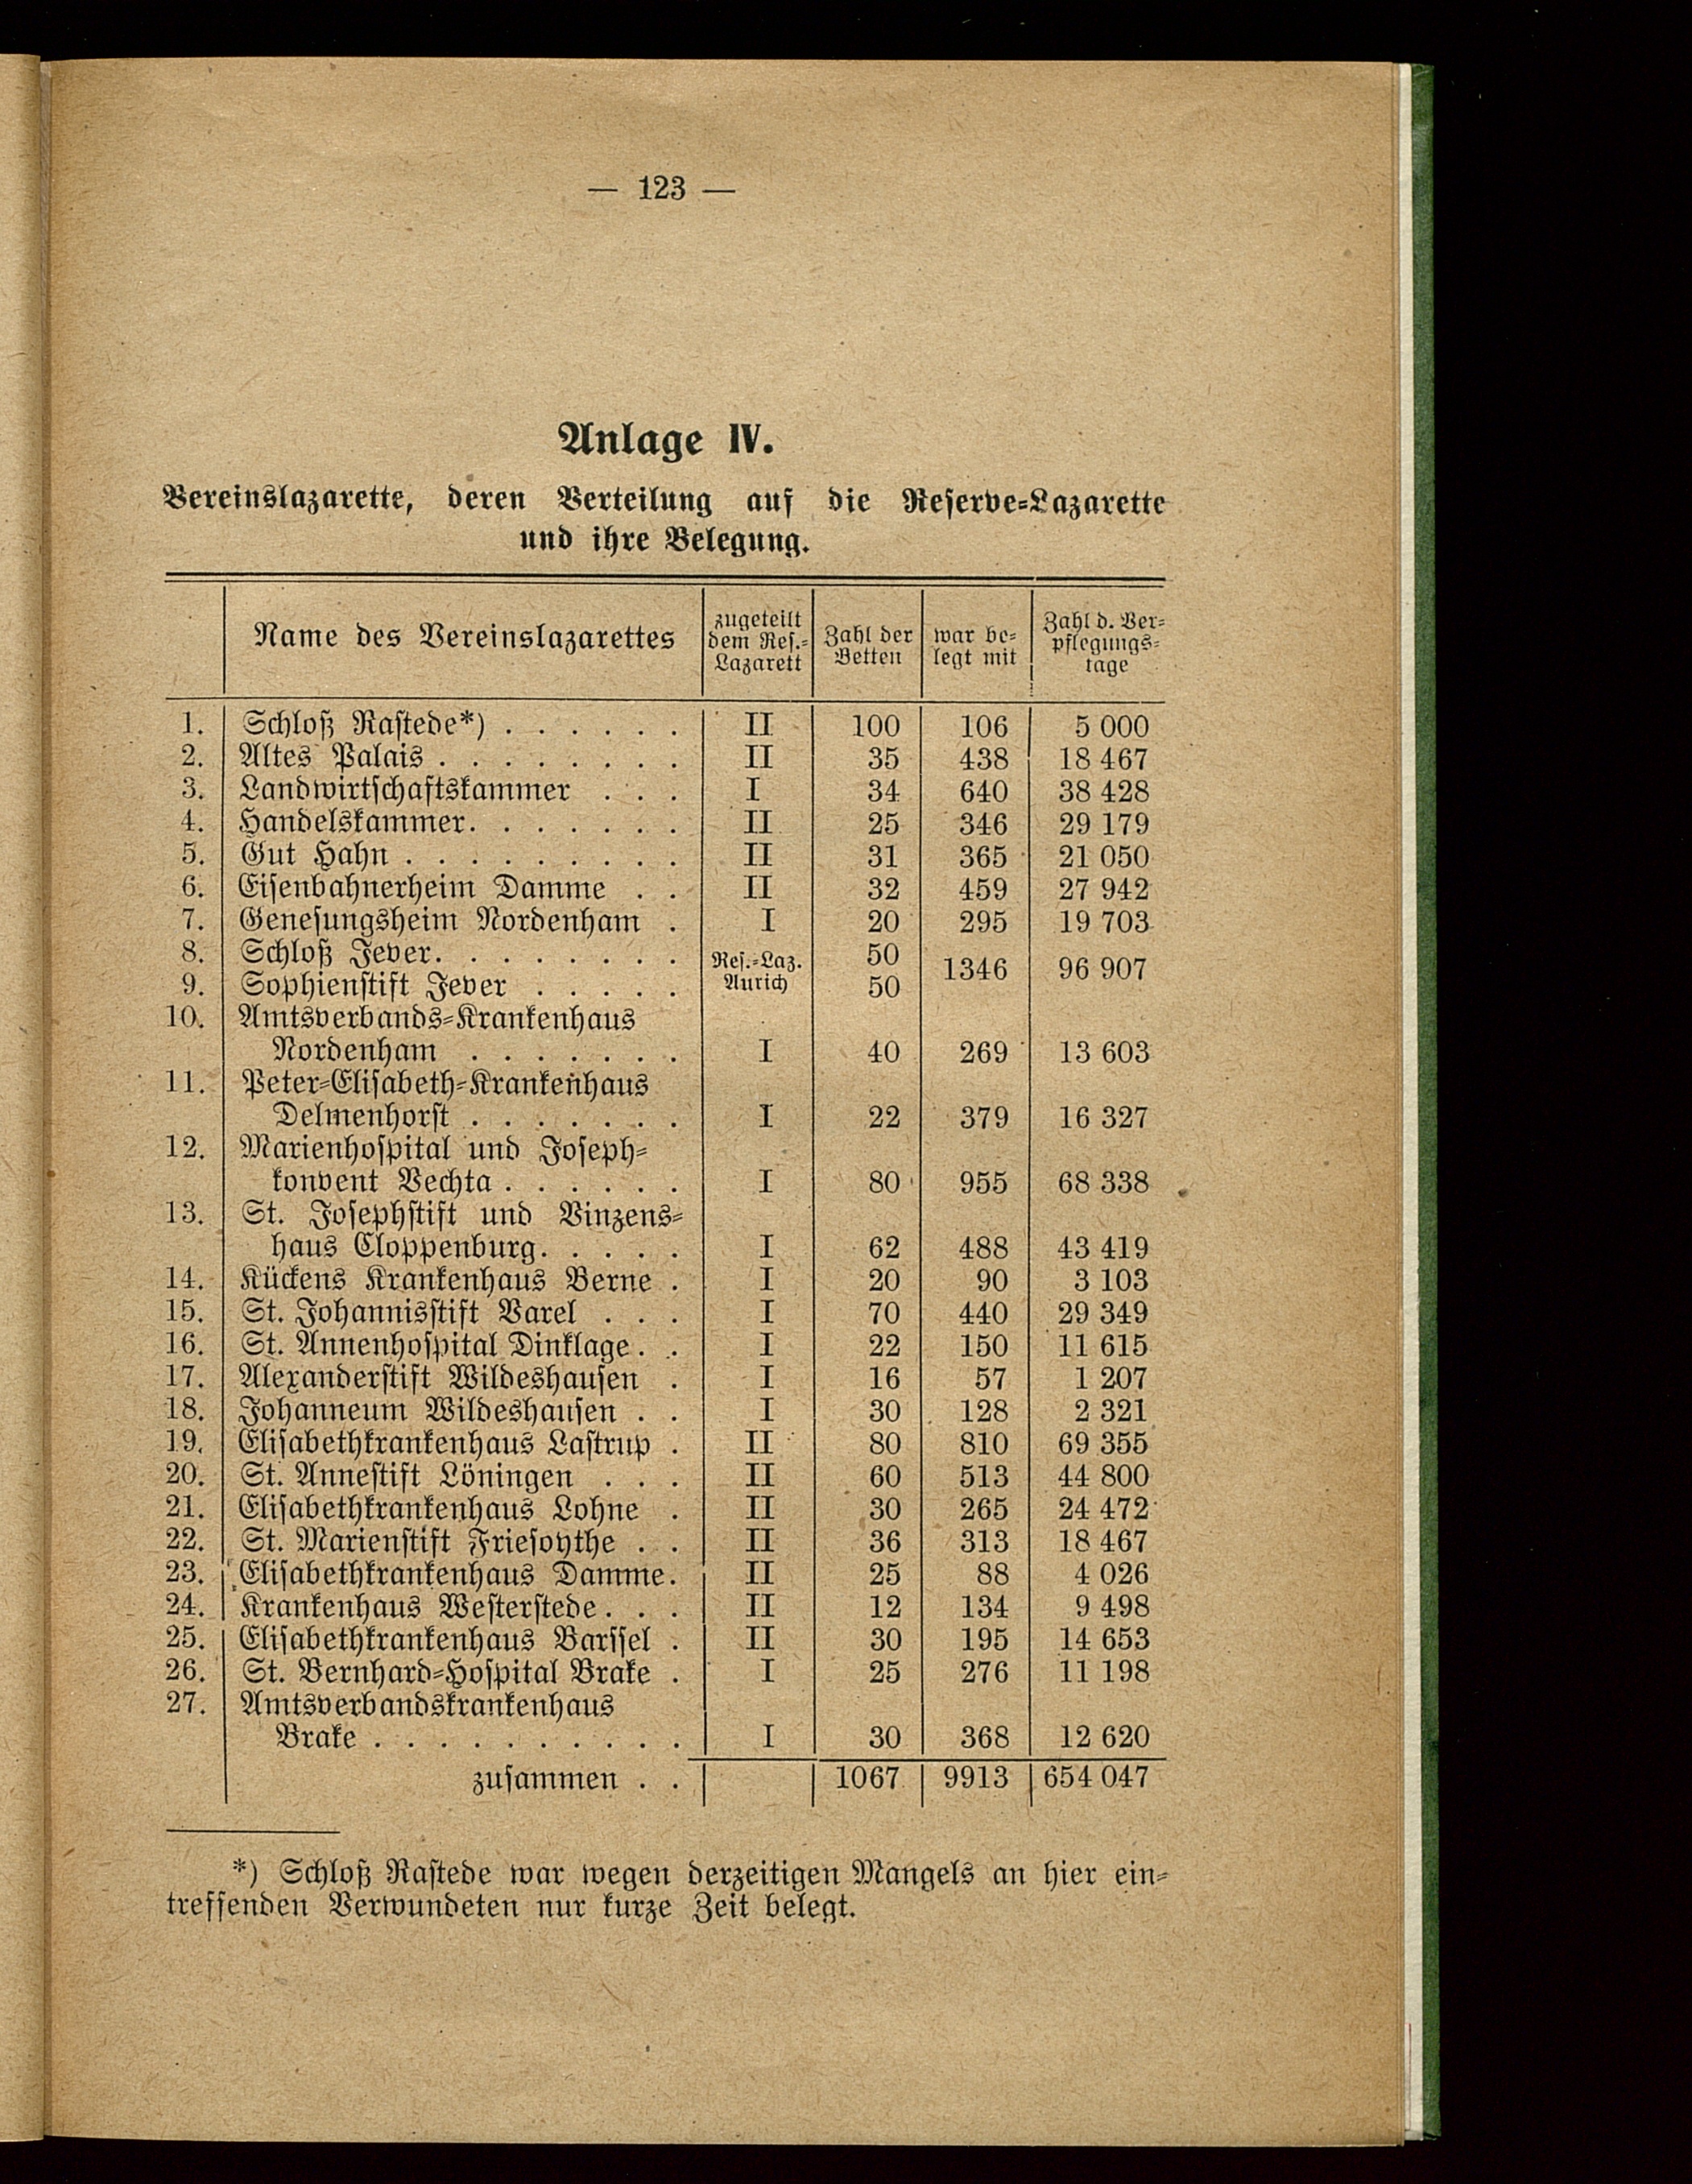 — 123 —
Anlage IV.
Vereinslazarette, deren Verteilung auf die Reserve-Lazarette
und ihre Belegung.
Name des Vereinslazarettes | zugeteilt dem Res.-Lazarett | Zahl der Betten | war be-legt mit | Zahl d. Ver-pflegungs-tage
1. Schloß Rastede*) . . . . . . II 100 106 5 000
2. Altes Palais . . . . . . . . II 35 438 18 467
3. Landwirtschaftskammer . . . I 34 640 38 428
4. Handelskammer. . . . . . . II 25 346 29 179
5. Gut Hahn . . . . . . . . . II 31 365 21 050
6. Eisenbahnerheim Damme . . II 32 459 27 942
7. Genesungsheim Nordenham . I 20 295 19 703
8. Schloß Jever. . . . . . . . Res.-Laz. 50 1346 96 907
9. Sophienstift Jever . . . . . Aurich 50
10. Amtsverbands-Krankenhaus
Nordenham . . . . . . . I 40 269 13 603
11. Peter-Elisabeth-Krankenhaus
Delmenhorst . . . . . . . I 22 379 16 327
12. Marienhospital und Joseph-
konvent Vechta . . . . . . I 80 955 68 338
13. St. Josephstift und Vinzens-
haus Cloppenburg. . . . . I 62 488 43 419
14. Kückens Krankenhaus Berne . I 20 90 3 103
15. St. Johannisstift Varel . . . I 70 440 29 349
16. St. Annenhospital Dinklage. . I 22 150 11 615
17. Alexanderstift Wildeshausen . I 16 57 1 207
18. Johanneum Wildeshausen . . I 30 128 2 321
19. Elisabethkrankenhaus Lastrup . II 80 810 69 355
20. St. Annestift Löningen . . . II 60 513 44 800
21. Elisabethkrankenhaus Lohne . II 30 265 24 472
22. St. Marienstift Friesoythe . . II 36 313 18 467
23. Elisabethkrankenhaus Damme. II 25 88 4 026
24. Krankenhaus Westerstede. . . II 12 134 9 498
25. Elisabethkrankenhaus Barssel . II 30 195 14 653
26. St. Bernhard-Hospital Brake . I 25 276 11 198
27. Amtsverbandskrankenhaus
Brake . . . . . . . . . . I 30 368 12 620
zusammen . . 1067 9913 654 047
*) Schloß Rastede war wegen derzeitigen Mangels an hier ein-
treffenden Verwundeten nur kurze Zeit belegt.